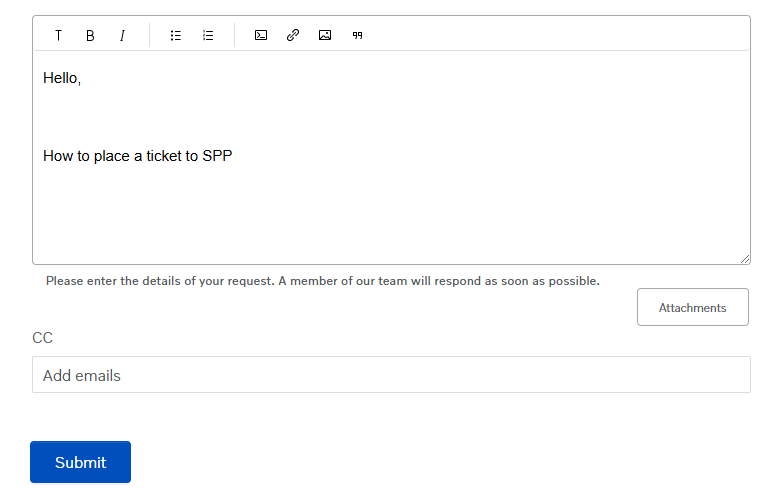 T B I
Hello,
How to place a ticket to SPP
Please enter the details of your request. A member of our team will respond as soon as possible.
Attachments
CC
Add emails
Submit